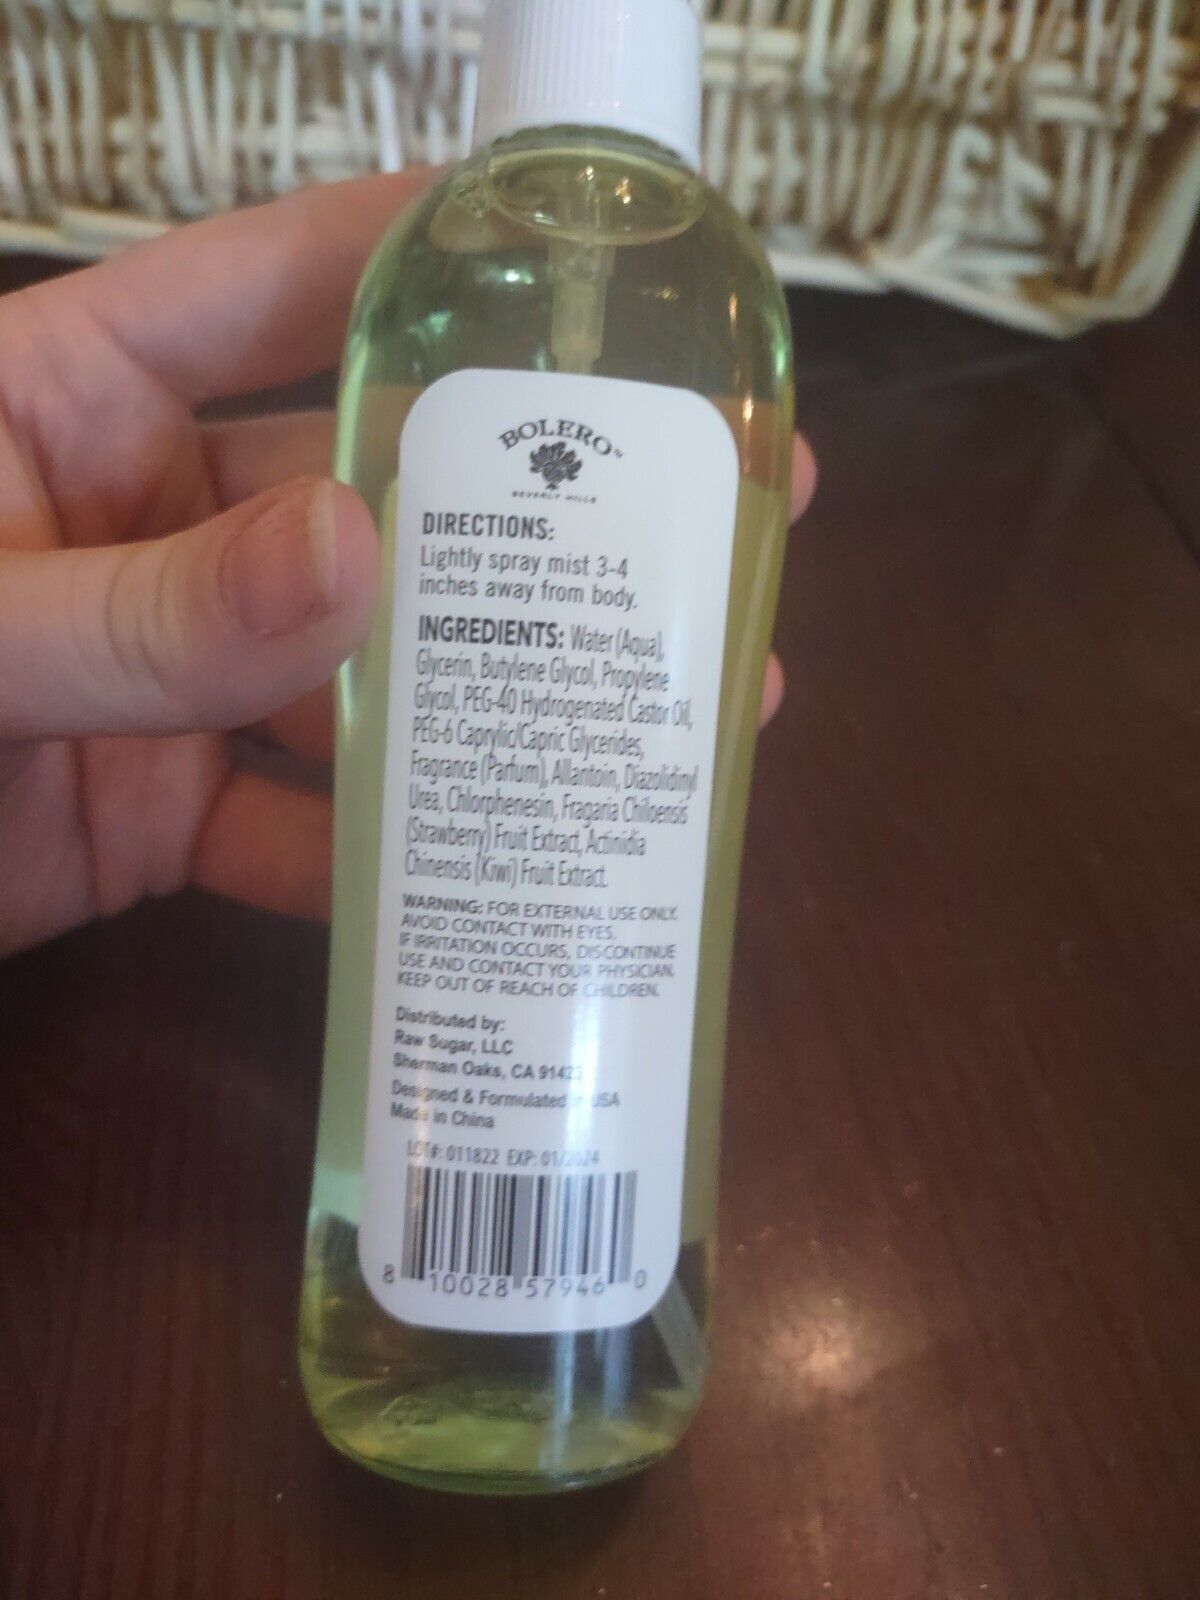 BOLERO™
BEVERLY HILLS
DIRECTIONS:
Lightly spray mist 3-4
inches away from body.
INGREDIENTS: Water (Aqua),
Glycerin, Butylene Glycol, Propylene
Glycol, PEG-40 Hydrogenated Castor Oil,
PEG-6 Caprylic/Capric Glycerides,
Fragrance (Parfum), Allantoin, Diazolidinyl
Urea, Chlorphenesin, Fragaria Chiloensis
(Strawberry) Fruit Extract, Actinidia
Chinensis (Kiwi) Fruit Extract.
WARNING: FOR EXTERNAL USE ONLY.
AVOID CONTACT WITH EYES.
IF IRRITATION OCCURS, DISCONTINUE
USE AND CONTACT YOUR PHYSICIAN.
KEEP OUT OF REACH OF CHILDREN.
Distributed by:
Raw Sugar, LLC
Sherman Oaks, CA 91423
Designed & Formulated in USA
Made in China
LOT#: 011822 EXP: 01/2024
8 10028 57946 0